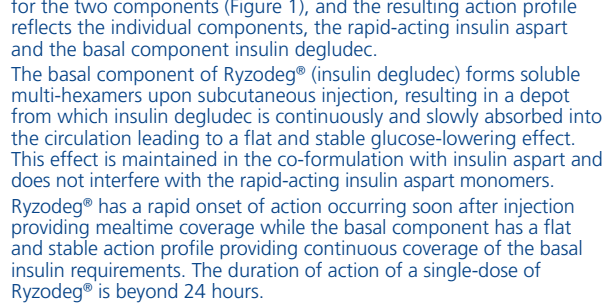 for the two components (Figure 1), and the resulting action profile
reflects the individual components, the rapid-acting insulin aspart
and the basal component insulin degludec.
The basal component of Ryzodeg® (insulin degludec) forms soluble
multi-hexamers upon subcutaneous injection, resulting in a depot
from which insulin degludec is continuously and slowly absorbed into
the circulation leading to a flat and stable glucose-lowering effect.
This effect is maintained in the co-formulation with insulin aspart and
does not interfere with the rapid-acting insulin aspart monomers.
Ryzodeg® has a rapid onset of action occurring soon after injection
providing mealtime coverage while the basal component has a flat
and stable action profile providing continuous coverage of the basal
insulin requirements. The duration of action of a single-dose of
Ryzodeg® is beyond 24 hours.